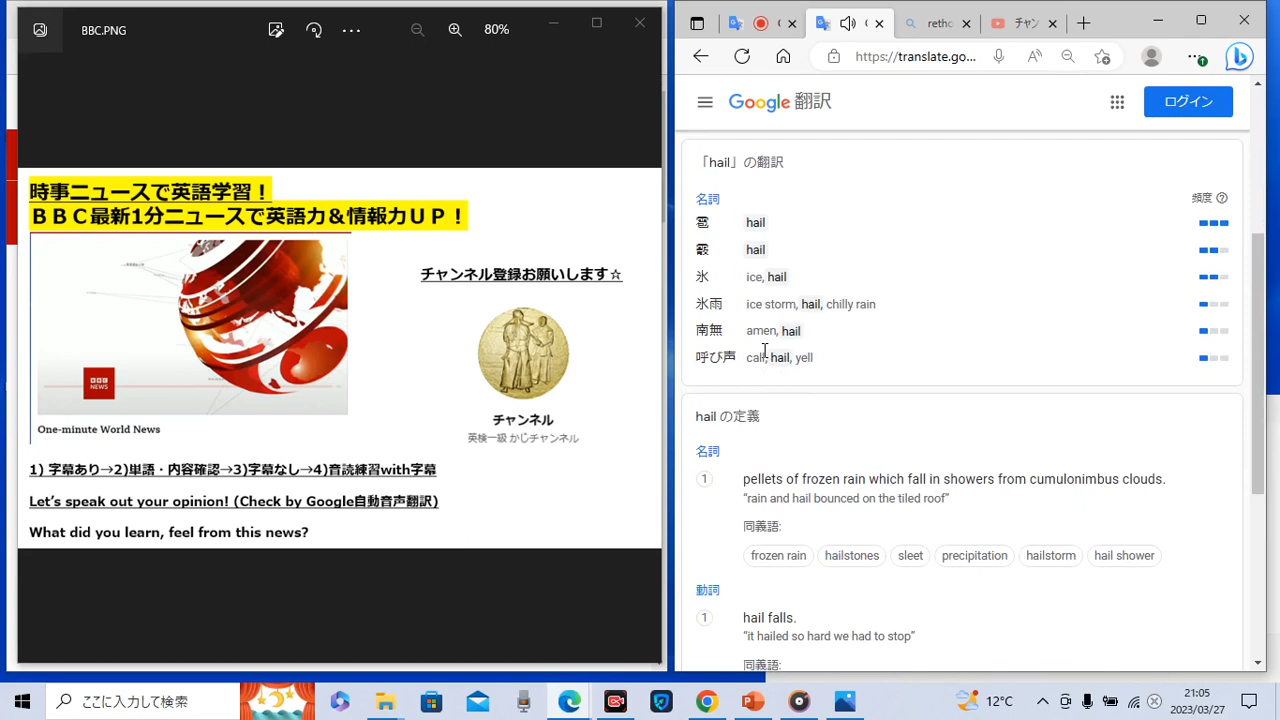 BBC.PNG
80%
時事ニュースで英語学習！
ＢＢＣ最新1分ニュースで英語力＆情報力ＵＰ！
BBC
NEWS
One-minute World News
チャンネル登録お願いします☆
チャンネル
英検一級 かじチャンネル
1) 字幕あり→2)単語・内容確認→3)字幕なし→4)音読練習with字幕
Let's speak out your opinion! (Check by Google自動音声翻訳)
What did you learn, feel from this news?
retho
チャン
https://translate.go...
Google 翻訳
ログイン
「hail」の翻訳
名詞
頻度
雹 hail
霰 hail
氷 ice, hail
氷雨 ice storm, hail, chilly rain
南無 amen, hail
呼び声 call, hail, yell
hail の定義
名詞
1 pellets of frozen rain which fall in showers from cumulonimbus clouds.
“rain and hail bounced on the tiled roof”
同義語:
frozen rain hailstones sleet precipitation hailstorm hail shower
動詞
1 hail falls.
“it hailed so hard we had to stop”
同義語:
ここに入力して検索
12°C
21:05
2023/03/27